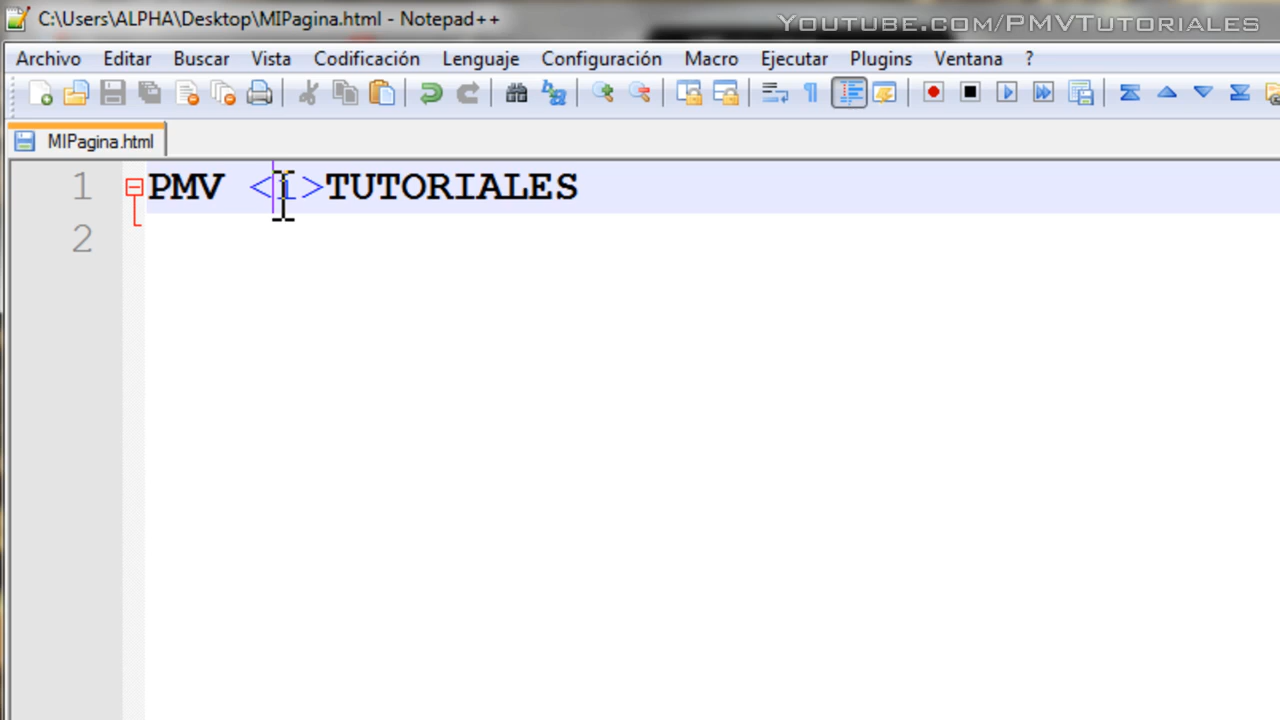 C:\Users\ALPHA\Desktop\MIPagina.html - Notepad++
Youtube.com/PMVTutoriales
Archivo Editar Buscar Vista Codificación Lenguaje Configuración Macro Ejecutar Plugins Ventana ?
MIPagina.html
1 PMV <i>TUTORIALES
2